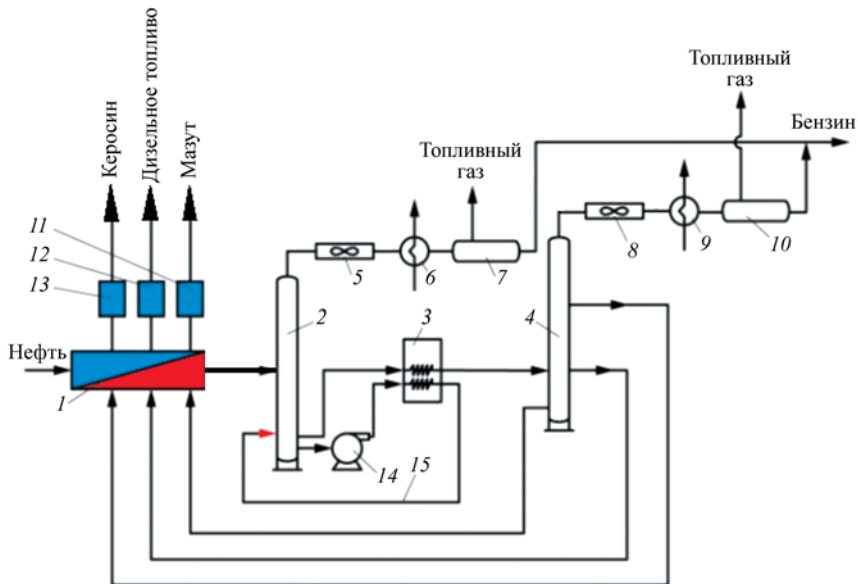 Топливный
газ
Бензин
Керосин
Дизельное топливо
Мазут
Топливный
газ
11
12
13
5
6
7
8
9
10
2
3
4
Нефть
1
14
15